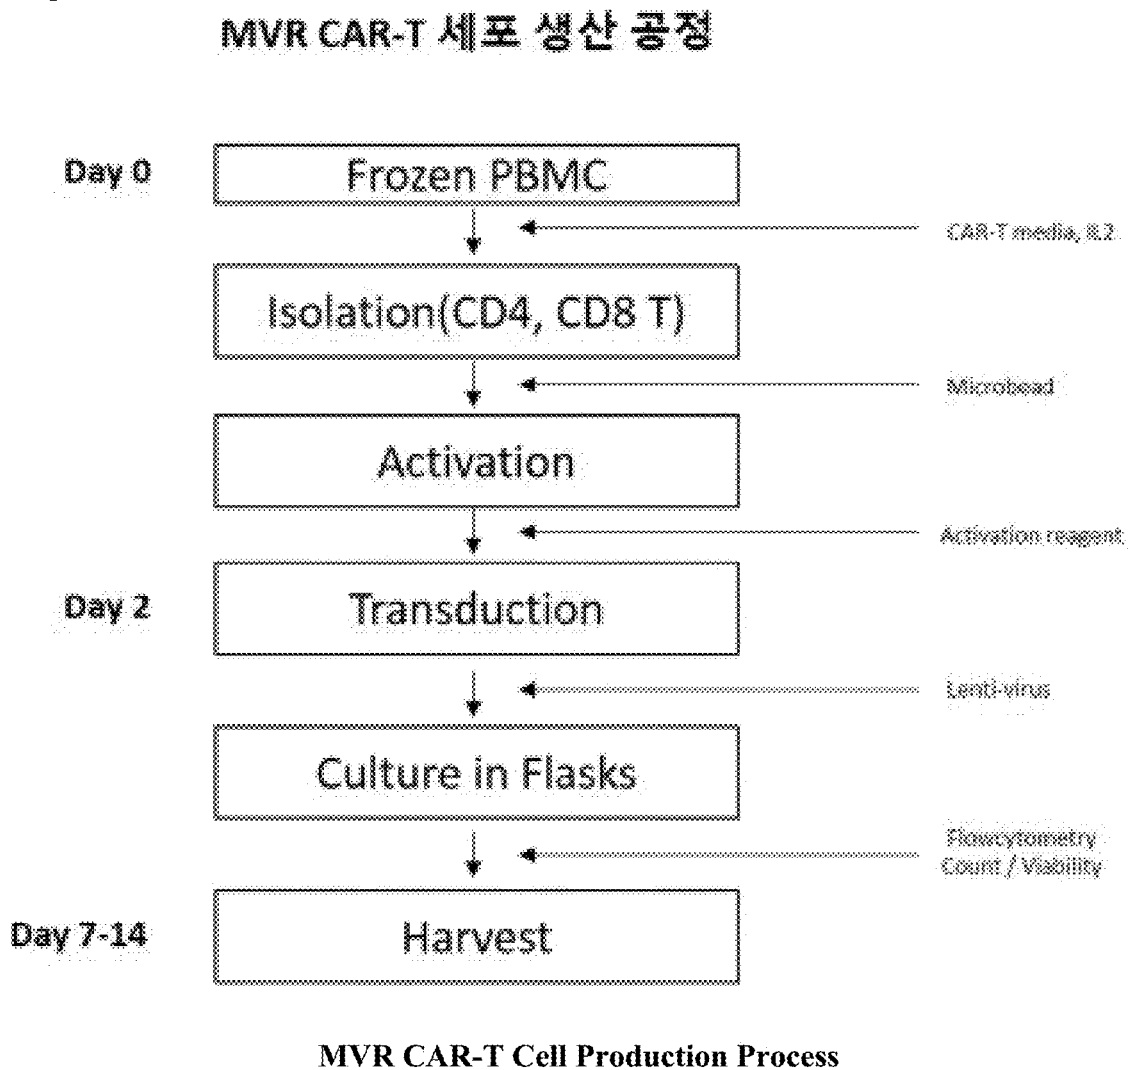 MVR CAR-T 세포 생산 공정
Day 0
Frozen PBMC
CAR-T media, IL2
Isolation(CD4, CD8 T)
Microbead
Activation
Activation reagent
Day 2
Transduction
Lenti-virus
Culture in Flasks
Flowcytometry
Count / Viability
Day 7-14
Harvest
MVR CAR-T Cell Production Process